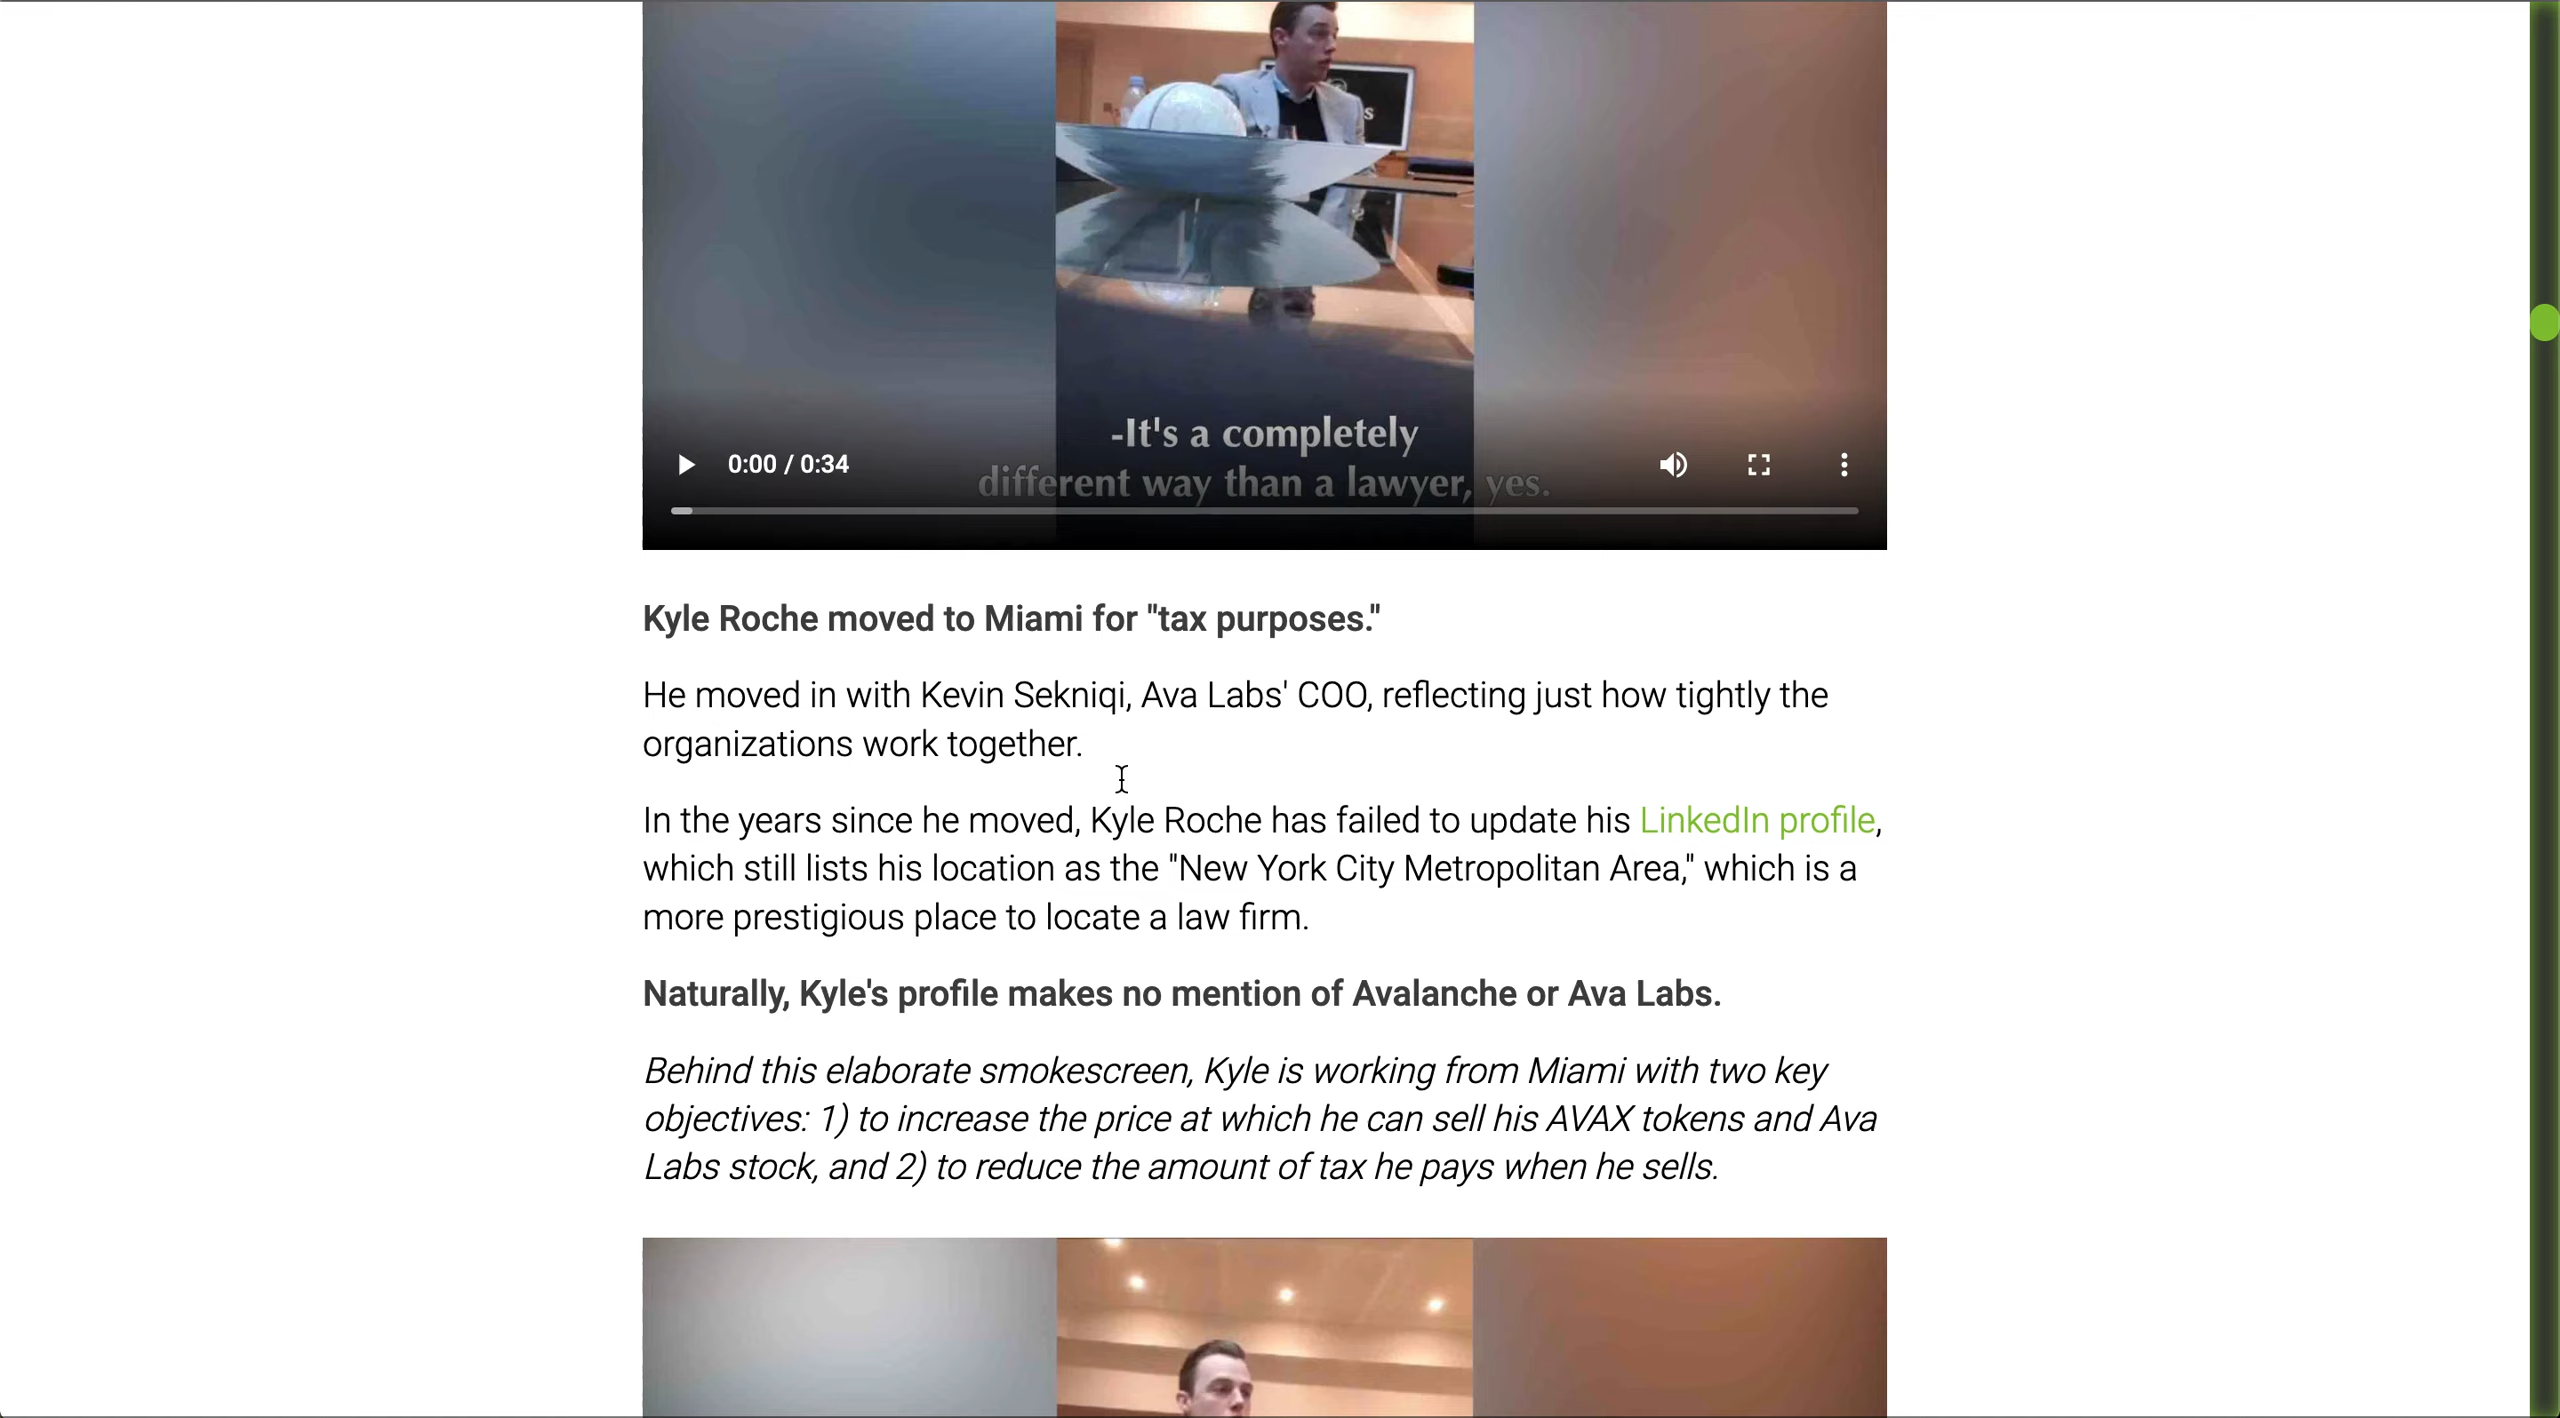 s
-It's a completely
different way than a lawyer, yes.
0:00 / 0:34
Kyle Roche moved to Miami for "tax purposes."
He moved in with Kevin Sekniqi, Ava Labs' COO, reflecting just how tightly the
organizations work together.
In the years since he moved, Kyle Roche has failed to update his LinkedIn profile,
which still lists his location as the "New York City Metropolitan Area," which is a
more prestigious place to locate a law firm.
Naturally, Kyle's profile makes no mention of Avalanche or Ava Labs.
Behind this elaborate smokescreen, Kyle is working from Miami with two key
objectives: 1) to increase the price at which he can sell his AVAX tokens and Ava
Labs stock, and 2) to reduce the amount of tax he pays when he sells.